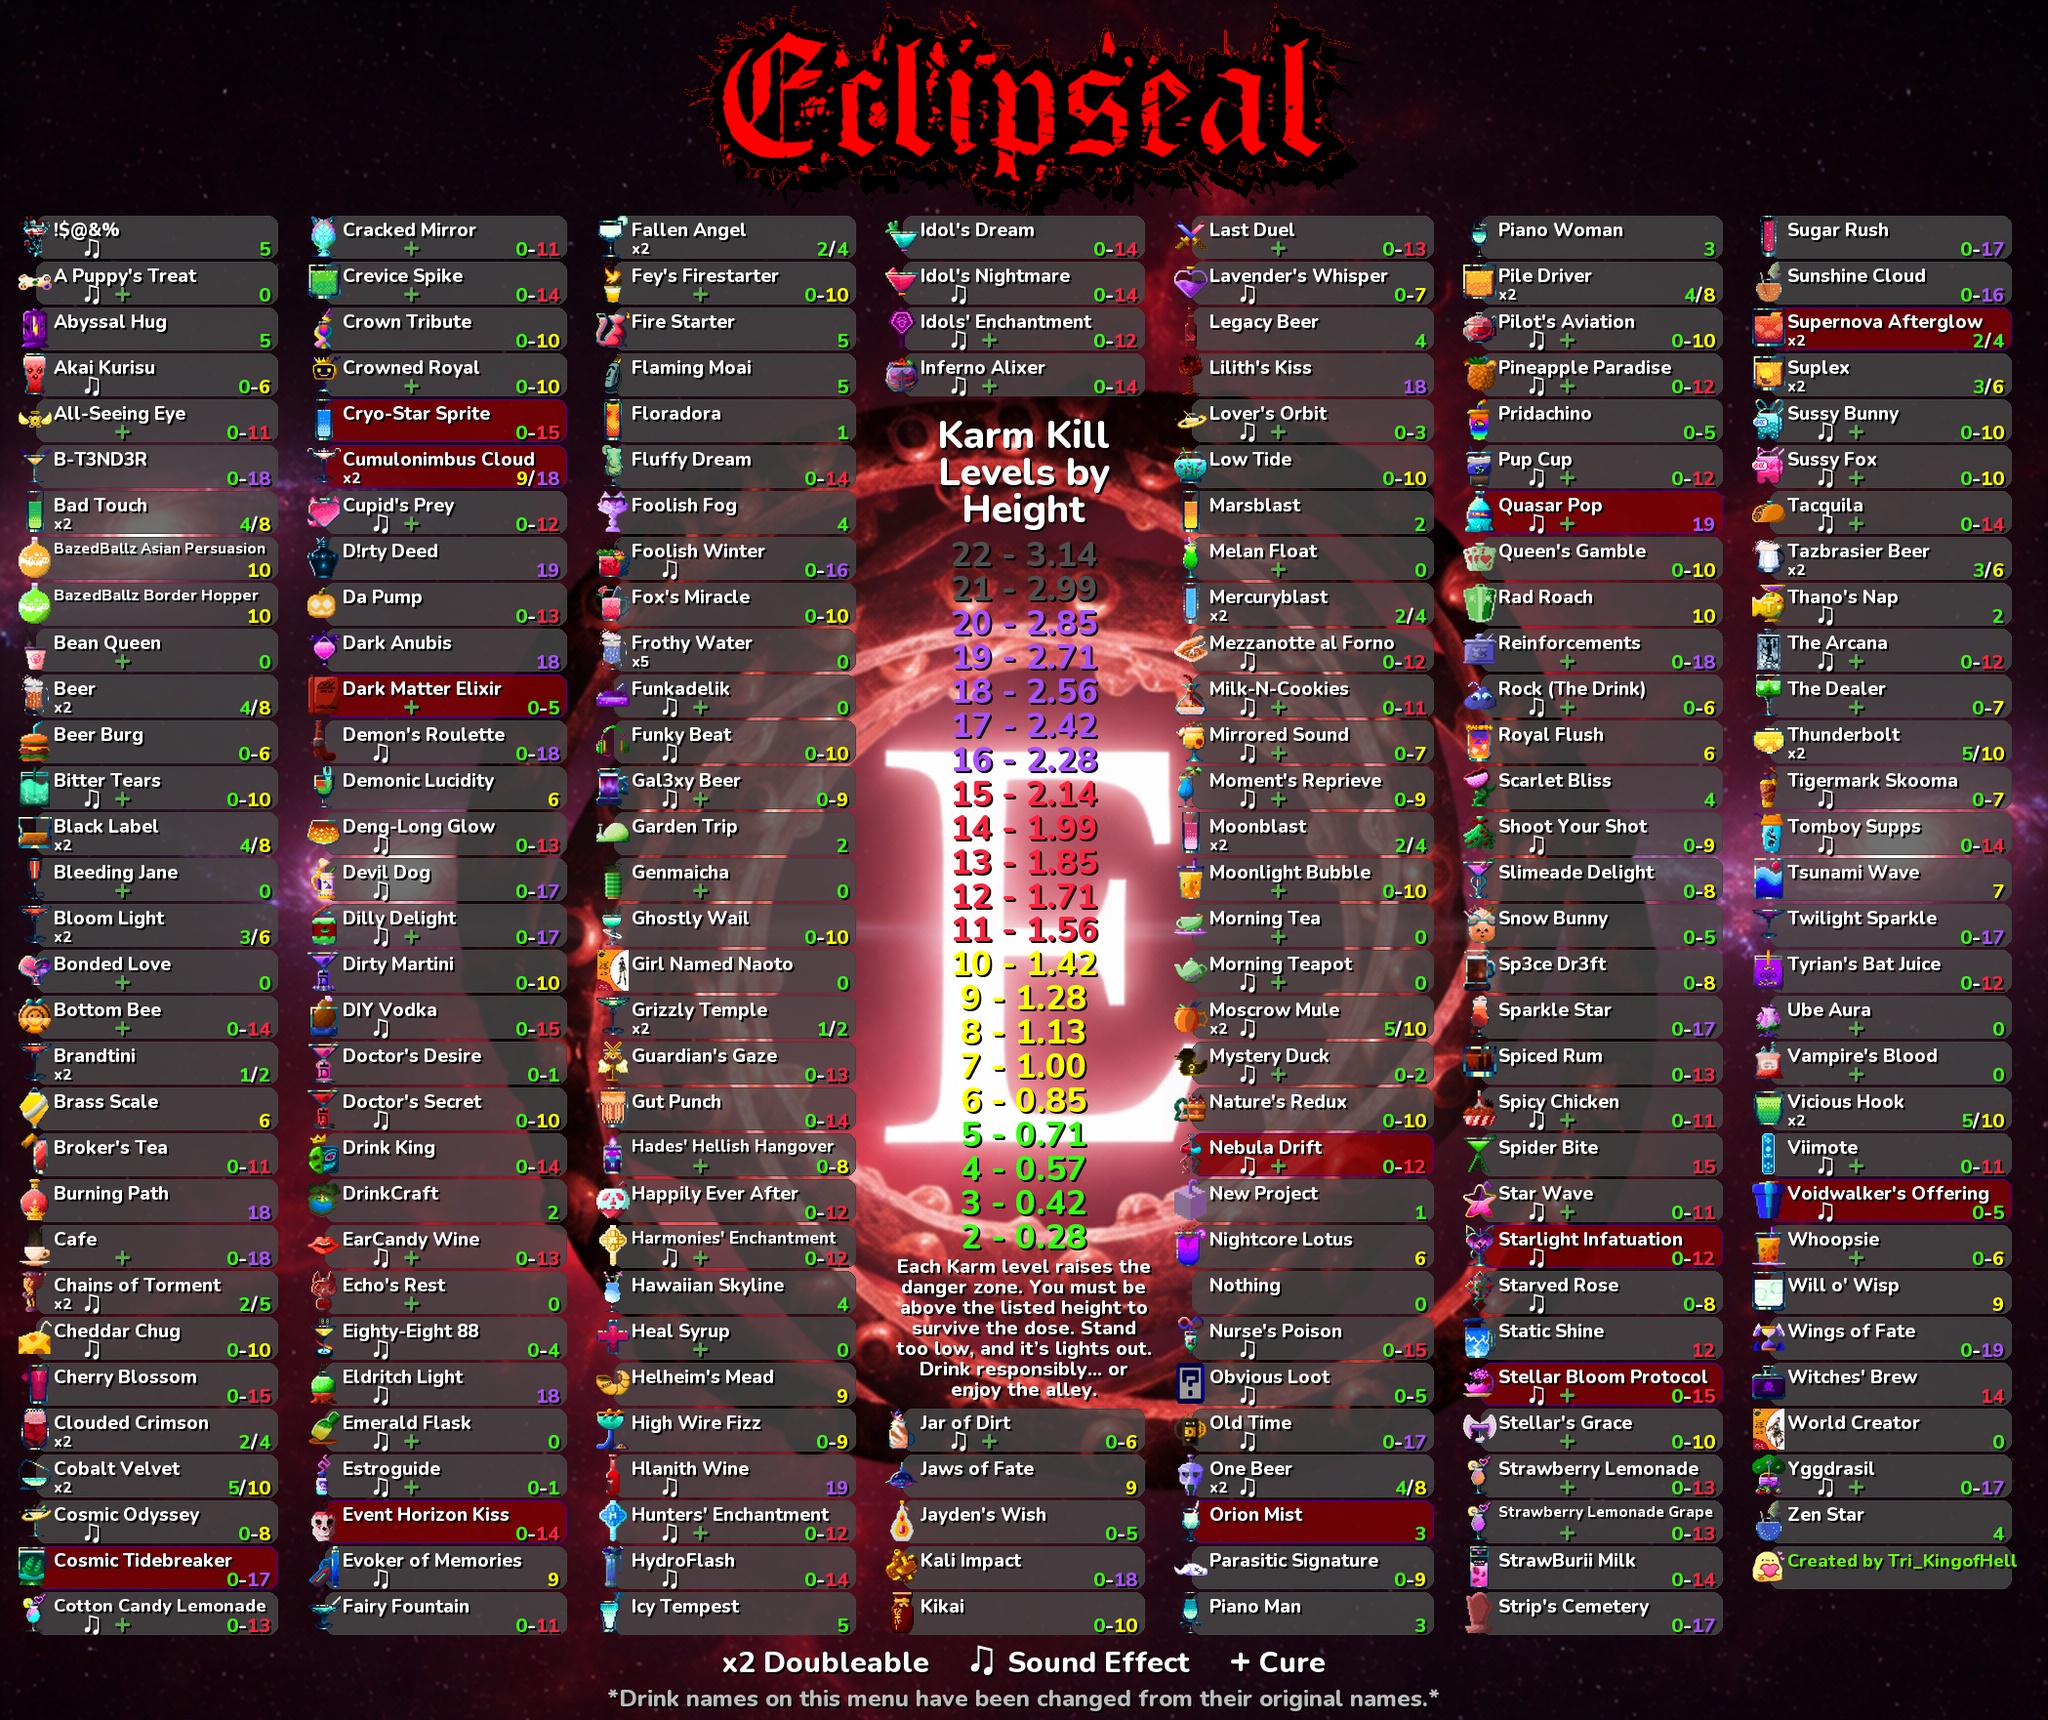 Eclipseal
!$@&%
♫ 5
A Puppy's Treat
♫ + 0
Abyssal Hug
5
Akai Kurisu
♫ 0-6
All-Seeing Eye
+ 0-11
B-T3ND3R
0-18
Bad Touch
x2 4/8
BazedBallz Asian Persuasion
10
BazedBallz Border Hopper
10
Bean Queen
+ 0
Beer
x2 4/8
Beer Burg
0-6
Bitter Tears
♫ + 0-10
Black Label
x2 4/8
Bleeding Jane
+ 0
Bloom Light
x2 3/6
Bonded Love
+ 0
Bottom Bee
+ 0-14
Brandtini
x2 1/2
Brass Scale
6
Broker's Tea
0-11
Burning Path
18
Cafe
+ 0-18
Chains of Torment
x2 ♫ 2/5
Cheddar Chug
♫ 0-10
Cherry Blossom
0-15
Clouded Crimson
x2 2/4
Cobalt Velvet
x2 5/10
Cosmic Odyssey
♫ 0-8
Cosmic Tidebreaker
0-17
Cotton Candy Lemonade
♫ + 0-13
Cracked Mirror
+ 0-11
Crevice Spike
+ 0-14
Crown Tribute
0-10
Crowned Royal
+ 0-10
Cryo-Star Sprite
0-15
Cumulonimbus Cloud
x2 9/18
Cupid's Prey
♫ + 0-12
D!rty Deed
19
Da Pump
0-13
Dark Anubis
18
Dark Matter Elixir
+ 0-5
Demon's Roulette
♫ 0-18
Demonic Lucidity
6
Deng-Long Glow
♫ 0-13
Devil Dog
♫ 0-17
Dilly Delight
♫ + 0-17
Dirty Martini
0-10
DIY Vodka
♫ 0-15
Doctor's Desire
0-1
Doctor's Secret
♫ 0-10
Drink King
0-14
DrinkCraft
2
EarCandy Wine
♫ + 0-13
Echo's Rest
+ 0
Eighty-Eight 88
♫ 0-4
Eldritch Light
♫ 18
Emerald Flask
♫ + 0
Estroguide
♫ + 0-1
Event Horizon Kiss
0-14
Evoker of Memories
♫ 9
Fairy Fountain
0-11
Fallen Angel
x2 2/4
Fey's Firestarter
+ 0-10
Fire Starter
5
Flaming Moai
5
Floradora
1
Fluffy Dream
0-14
Foolish Fog
4
Foolish Winter
♫ 0-16
Fox's Miracle
0-10
Frothy Water
x5 0
Funkadelik
♫ + 0
Funky Beat
♫ 0-10
Gal3xy Beer
♫ + 0-9
Garden Trip
2
Genmaicha
+ 0
Ghostly Wail
0-10
Girl Named Naoto
0
Grizzly Temple
x2 1/2
Guardian's Gaze
0-13
Gut Punch
0-14
Hades' Hellish Hangover
+ 0-8
Happily Ever After
0-12
Harmonies' Enchantment
♫ + 0-12
Hawaiian Skyline
4
Heal Syrup
+ 0
Helheim's Mead
9
High Wire Fizz
0-9
Hlanith Wine
♫ 19
Hunters' Enchantment
♫ + 0-12
HydroFlash
♫ 0-14
Icy Tempest
5
Idol's Dream
0-14
Idol's Nightmare
♫ 0-14
Idols' Enchantment
♫ + 0-12
Inferno Alixer
♫ + 0-14
Karm Kill
Levels by
Height
22 - 3.14
21 - 2.99
20 - 2.85
19 - 2.71
18 - 2.56
17 - 2.42
16 - 2.28
15 - 2.14
14 - 1.99
13 - 1.85
12 - 1.71
11 - 1.56
10 - 1.42
9 - 1.28
8 - 1.13
7 - 1.00
6 - 0.85
5 - 0.71
4 - 0.57
3 - 0.42
2 - 0.28
E
Each Karm level raises the
danger zone. You must be
above the listed height to
survive the dose. Stand
too low, and it's lights out.
Drink responsibly... or
enjoy the alley.
Jar of Dirt
♫ + 0-6
Jaws of Fate
9
Jayden's Wish
0-5
Kali Impact
0-18
Kikai
0-10
Last Duel
+ 0-13
Lavender's Whisper
♫ 0-7
Legacy Beer
4
Lilith's Kiss
18
Lover's Orbit
♫ + 0-3
Low Tide
0-10
Marsblast
2
Melan Float
+ 0
Mercuryblast
x2 2/4
Mezzanotte al Forno
♫ 0-12
Milk-N-Cookies
♫ + 0-11
Mirrored Sound
♫ + 0-7
Moment's Reprieve
♫ + 0-9
Moonblast
x2 2/4
Moonlight Bubble
+ 0-10
Morning Tea
+ 0
Morning Teapot
♫ + 0
Moscrow Mule
x2 ♫ 5/10
Mystery Duck
♫ + 0-2
Nature's Redux
0-10
Nebula Drift
♫ + 0-12
New Project
1
Nightcore Lotus
6
Nothing
0
Nurse's Poison
♫ 0-15
Obvious Loot
0-5
Old Time
♫ 0-17
One Beer
x2 ♫ 4/8
Orion Mist
3
Parasitic Signature
0-9
Piano Man
3
Piano Woman
3
Pile Driver
x2 4/8
Pilot's Aviation
♫ + 0-10
Pineapple Paradise
♫ + 0-12
Pridachino
0-5
Pup Cup
♫ + 0-12
Quasar Pop
♫ + 19
Queen's Gamble
0-10
Rad Roach
10
Reinforcements
+ 0-18
Rock (The Drink)
♫ + 0-6
Royal Flush
6
Scarlet Bliss
4
Shoot Your Shot
♫ 0-9
Slimeade Delight
0-8
Snow Bunny
0-5
Sp3ce Dr3ft
0-8
Sparkle Star
0-17
Spiced Rum
0-13
Spicy Chicken
♫ + 0-11
Spider Bite
15
Star Wave
♫ + 0-11
Starlight Infatuation
0-12
Starved Rose
♫ 0-8
Static Shine
12
Stellar Bloom Protocol
♫ + 0-15
Stellar's Grace
+ 0-10
Strawberry Lemonade
+ 0-13
Strawberry Lemonade Grape
+ 0-13
StrawBurii Milk
0-14
Strip's Cemetery
0-17
Sugar Rush
0-17
Sunshine Cloud
0-16
Supernova Afterglow
x2 2/4
Suplex
x2 3/6
Sussy Bunny
♫ + 0-10
Sussy Fox
♫ + 0-10
Tacquila
♫ + 0-14
Tazbrasier Beer
x2 3/6
Thano's Nap
♫ 2
The Arcana
♫ + 0-12
The Dealer
+ 0-7
Thunderbolt
x2 5/10
Tigermark Skooma
♫ 0-7
Tomboy Supps
♫ 0-14
Tsunami Wave
7
Twilight Sparkle
0-17
Tyrian's Bat Juice
0-12
Ube Aura
+ 0
Vampire's Blood
+ 0
Vicious Hook
x2 5/10
Viimote
♫ + 0-11
Voidwalker's Offering
♫ 0-5
Whoopsie
+ 0-6
Will o' Wisp
9
Wings of Fate
0-19
Witches' Brew
14
World Creator
0
Yggdrasil
♫ + 0-17
Zen Star
4
Created by Tri_KingofHell
x2 Doubleable ♫ Sound Effect + Cure
*Drink names on this menu have been changed from their original names.*